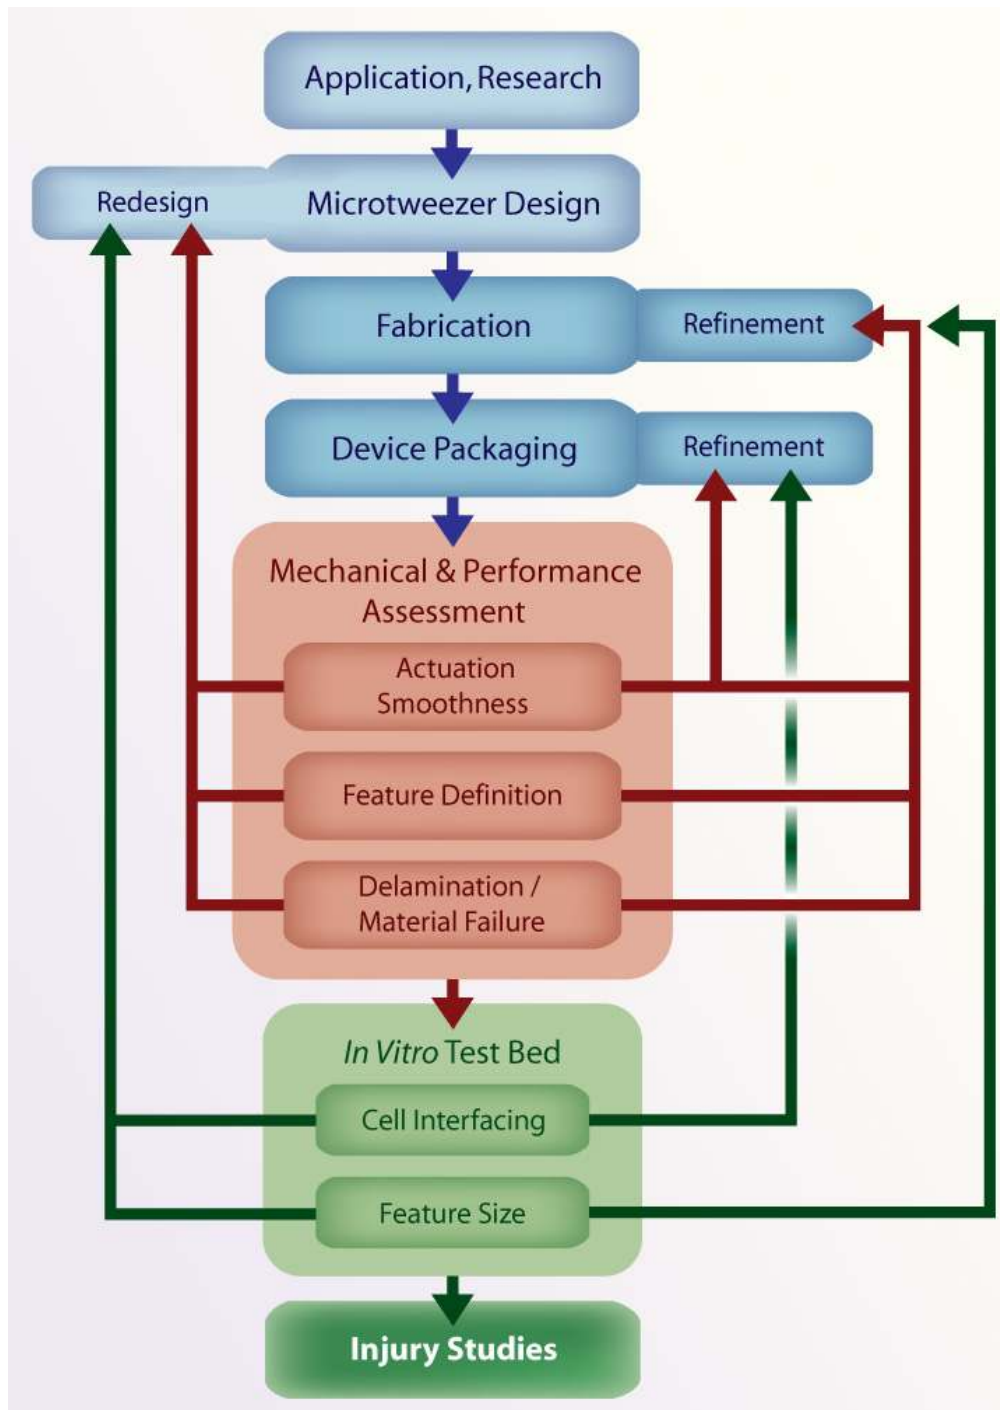 Application, Research
Redesign
Microtweezer Design
Fabrication
Refinement
Device Packaging
Refinement
Mechanical & Performance
Assessment
Actuation
Smoothness
Feature Definition
Delamination /
Material Failure
In Vitro Test Bed
Cell Interfacing
Feature Size
Injury Studies